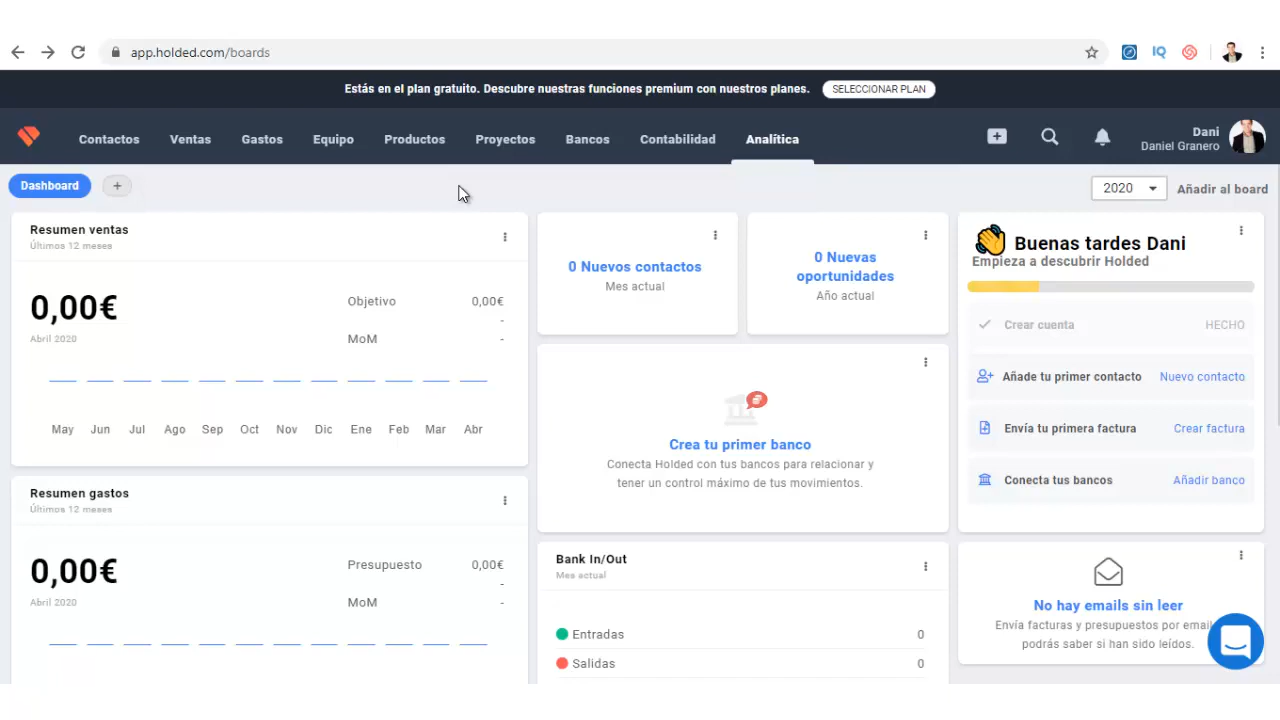 app.holded.com/boards
IQ
Estás en el plan gratuito. Descubre nuestras funciones premium con nuestros planes.
SELECCIONAR PLAN
Contactos
Ventas
Gastos
Equipo
Productos
Proyectos
Bancos
Contabilidad
Analítica
Dani
Daniel Granero
Dashboard
+
2020
Añadir al board
Resumen ventas
Últimos 12 meses
0,00€
Abril 2020
Objetivo 0,00€
-
MoM -
May Jun Jul Ago Sep Oct Nov Dic Ene Feb Mar Abr
Resumen gastos
Últimos 12 meses
0,00€
Abril 2020
Presupuesto 0,00€
-
MoM -
0 Nuevos contactos
Mes actual
0 Nuevas
oportunidades
Año actual
Crea tu primer banco
Conecta Holded con tus bancos para relacionar y
tener un control máximo de tus movimientos.
Bank In/Out
Mes actual
Entradas 0
Salidas 0
Buenas tardes Dani
Empieza a descubrir Holded
Crear cuenta HECHO
Añade tu primer contacto Nuevo contacto
Envía tu primera factura Crear factura
Conecta tus bancos Añadir banco
No hay emails sin leer
Envía facturas y presupuestos por email
podrás saber si han sido leídos.